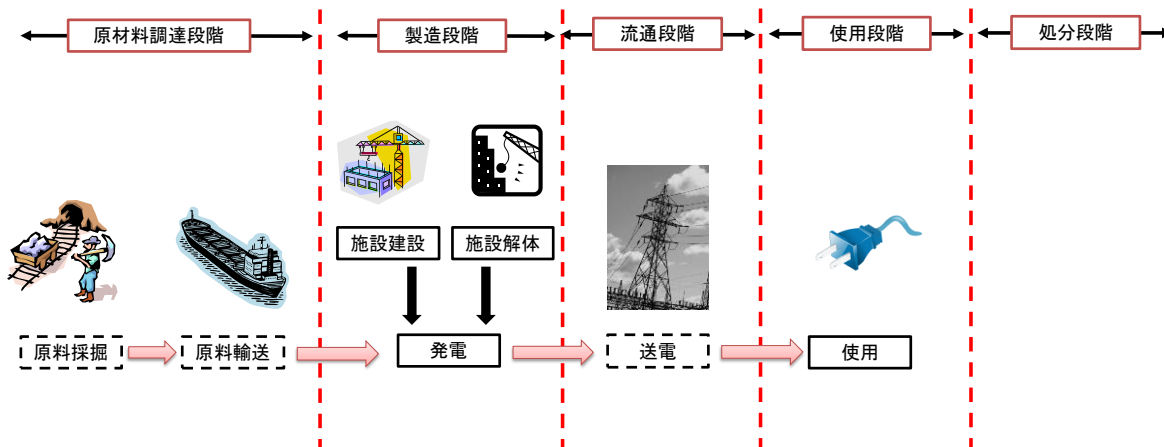 原材料調達段階
製造段階
流通段階
使用段階
処分段階
施設建設
施設解体
原料採掘
原料輸送
発電
送電
使用